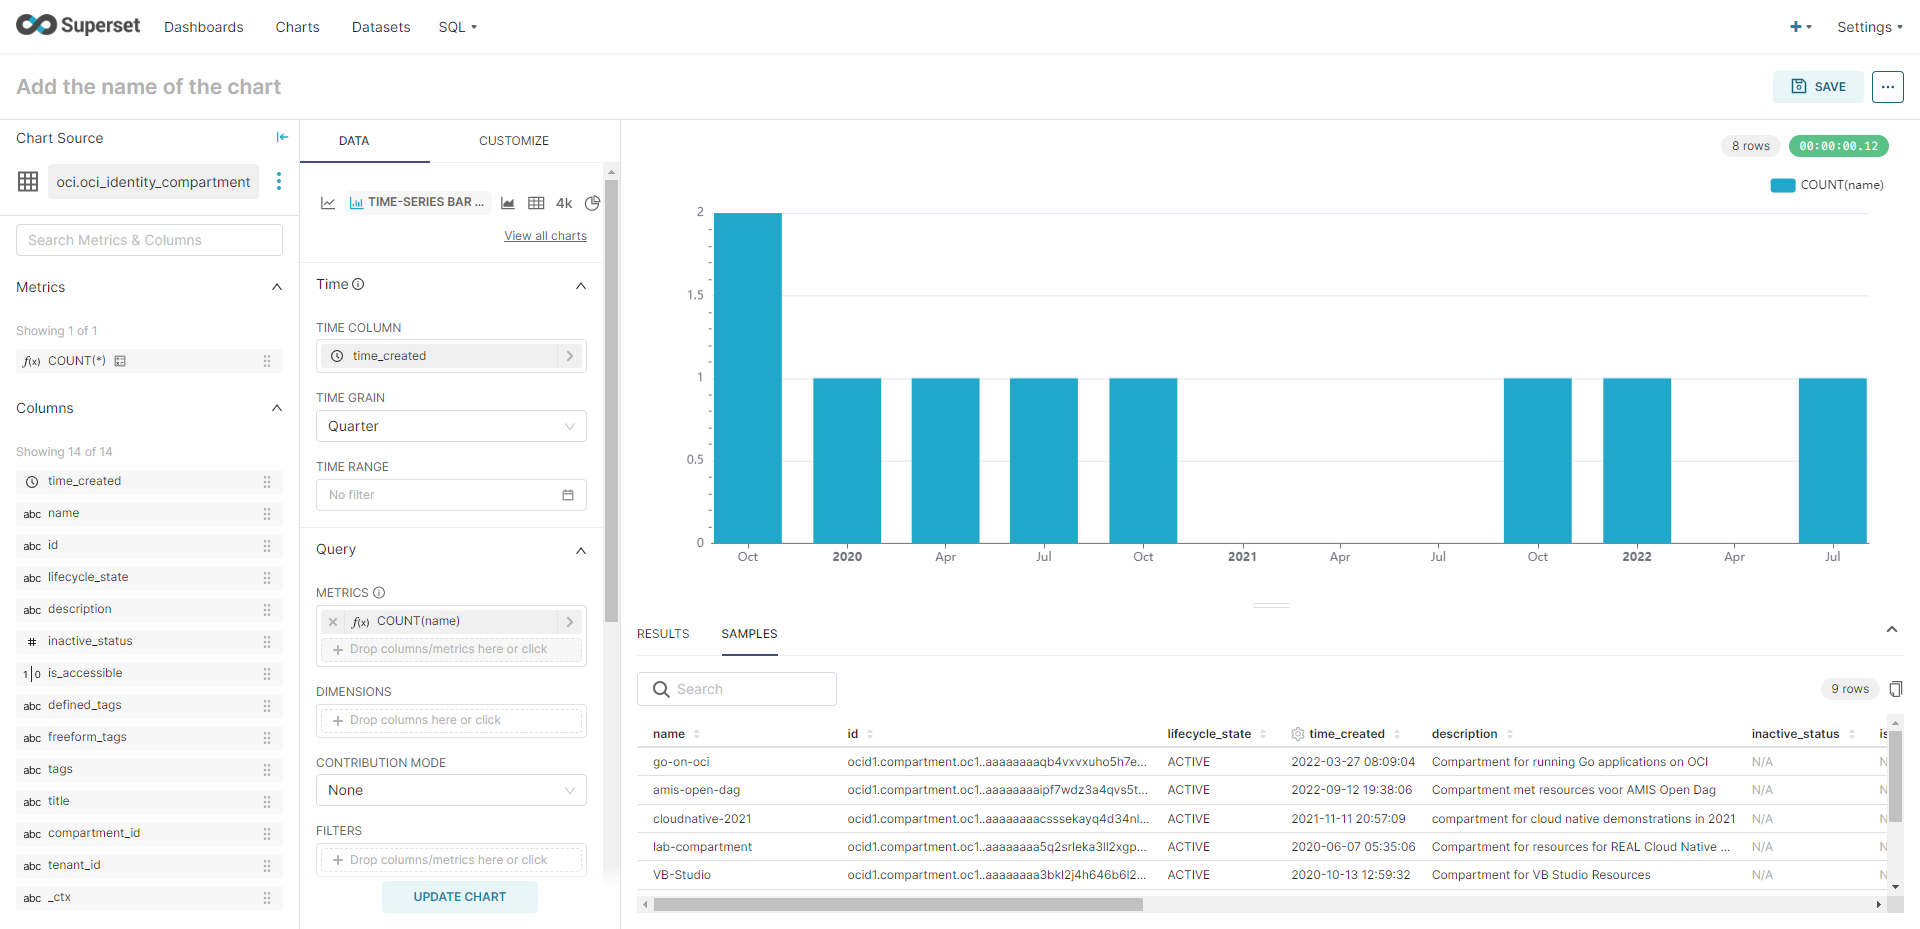 Superset Dashboards Charts Datasets SQL Settings
Add the name of the chart SAVE
Chart Source
oci.oci_identity_compartment
Search Metrics & Columns
Metrics
Showing 1 of 1
f(x) COUNT(*)
Columns
Showing 14 of 14
time_created
abc name
abc id
abc lifecycle_state
abc description
# inactive_status
1|0 is_accessible
abc defined_tags
abc freeform_tags
abc tags
abc title
abc compartment_id
abc tenant_id
abc _ctx
DATA CUSTOMIZE
TIME-SERIES BAR ... 4k
View all charts
Time
TIME COLUMN
time_created
TIME GRAIN
Quarter
TIME RANGE
No filter
Query
METRICS
f(x) COUNT(name)
+ Drop columns/metrics here or click
DIMENSIONS
+ Drop columns here or click
CONTRIBUTION MODE
None
FILTERS
+ Drop columns/metrics here or click
UPDATE CHART
8 rows 00:00:00.12
COUNT(name)
2
1.5
1
0.5
0
Oct 2020 Apr Jul Oct 2021 Apr Jul Oct 2022 Apr Jul
RESULTS SAMPLES
Search 9 rows
name id lifecycle_state time_created description inactive_status is
go-on-oci ocid1.compartment.oc1..aaaaaaaaqb4vxvxuho5h7e... ACTIVE 2022-03-27 08:09:04 Compartment for running Go applications on OCI N/A N
amis-open-dag ocid1.compartment.oc1..aaaaaaaaipf7wdz3a4qvs5t... ACTIVE 2022-09-12 19:38:06 Compartment met resources voor AMIS Open Dag N/A N
cloudnative-2021 ocid1.compartment.oc1..aaaaaaaacsssekayq4d34nl... ACTIVE 2021-11-11 20:57:09 compartment for cloud native demonstrations in 2021 N/A N
lab-compartment ocid1.compartment.oc1..aaaaaaaa5q2srleka3ll2xgp... ACTIVE 2020-06-07 05:35:06 Compartment for resources for REAL Cloud Native ... N/A N
VB-Studio ocid1.compartment.oc1..aaaaaaaa3bkl2j4h646b6l2... ACTIVE 2020-10-13 12:59:32 Compartment for VB Studio Resources N/A N